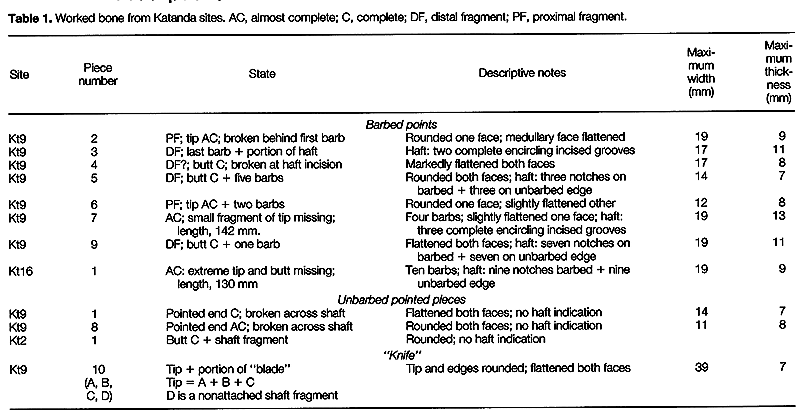 Table 1. Worked bone from Katanda sites. AC, almost complete; C, complete; DF, distal fragment; PF, proximal fragment.
Site Piece number State Descriptive notes Maxi-mum width (mm) Maxi-mum thick-ness (mm)
Barbed points
Kt9 2 PF; tip AC; broken behind first barb Rounded one face; medullary face flattened 19 9
Kt9 3 DF; last barb + portion of haft Haft: two complete encircling incised grooves 17 11
Kt9 4 DF?; butt C; broken at haft incision Markedly flattened both faces 17 8
Kt9 5 DF; butt C + five barbs Rounded both faces; haft: three notches on 14 7
barbed + three on unbarbed edge
Kt9 6 PF; tip AC + two barbs Rounded one face; slightly flattened other 12 8
Kt9 7 AC; small fragment of tip missing; Four barbs; slightly flattened one face; haft: 19 13
length, 142 mm. three complete encircling incised grooves
Kt9 9 DF; butt C + one barb Flattened both faces; haft: seven notches on 19 11
barbed + seven on unbarbed edge
Kt16 1 AC: extreme tip and butt missing; Ten barbs; haft: nine notches barbed + nine 19 9
length, 130 mm unbarbed edge
Unbarbed pointed pieces
Kt9 1 Pointed end C; broken across shaft Flattened both faces; no haft indication 14 7
Kt9 8 Pointed end AC; broken across shaft Rounded both faces; no haft indication 11 8
Kt2 1 Butt C + shaft fragment Rounded; no haft indication
"Knife"
Kt9 10 Tip + portion of "blade" Tip and edges rounded; flattened both faces 39 7
(A, B, Tip = A + B + C
C, D) D is a nonattached shaft fragment